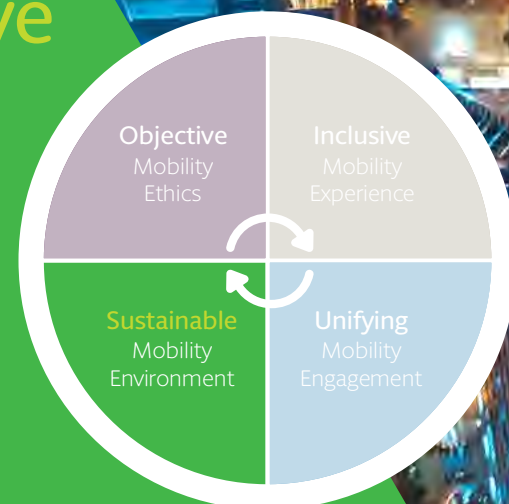 ve
Objective
Mobility
Ethics
Inclusive
Mobility
Experience
Sustainable
Mobility
Environment
Unifying
Mobility
Engagement